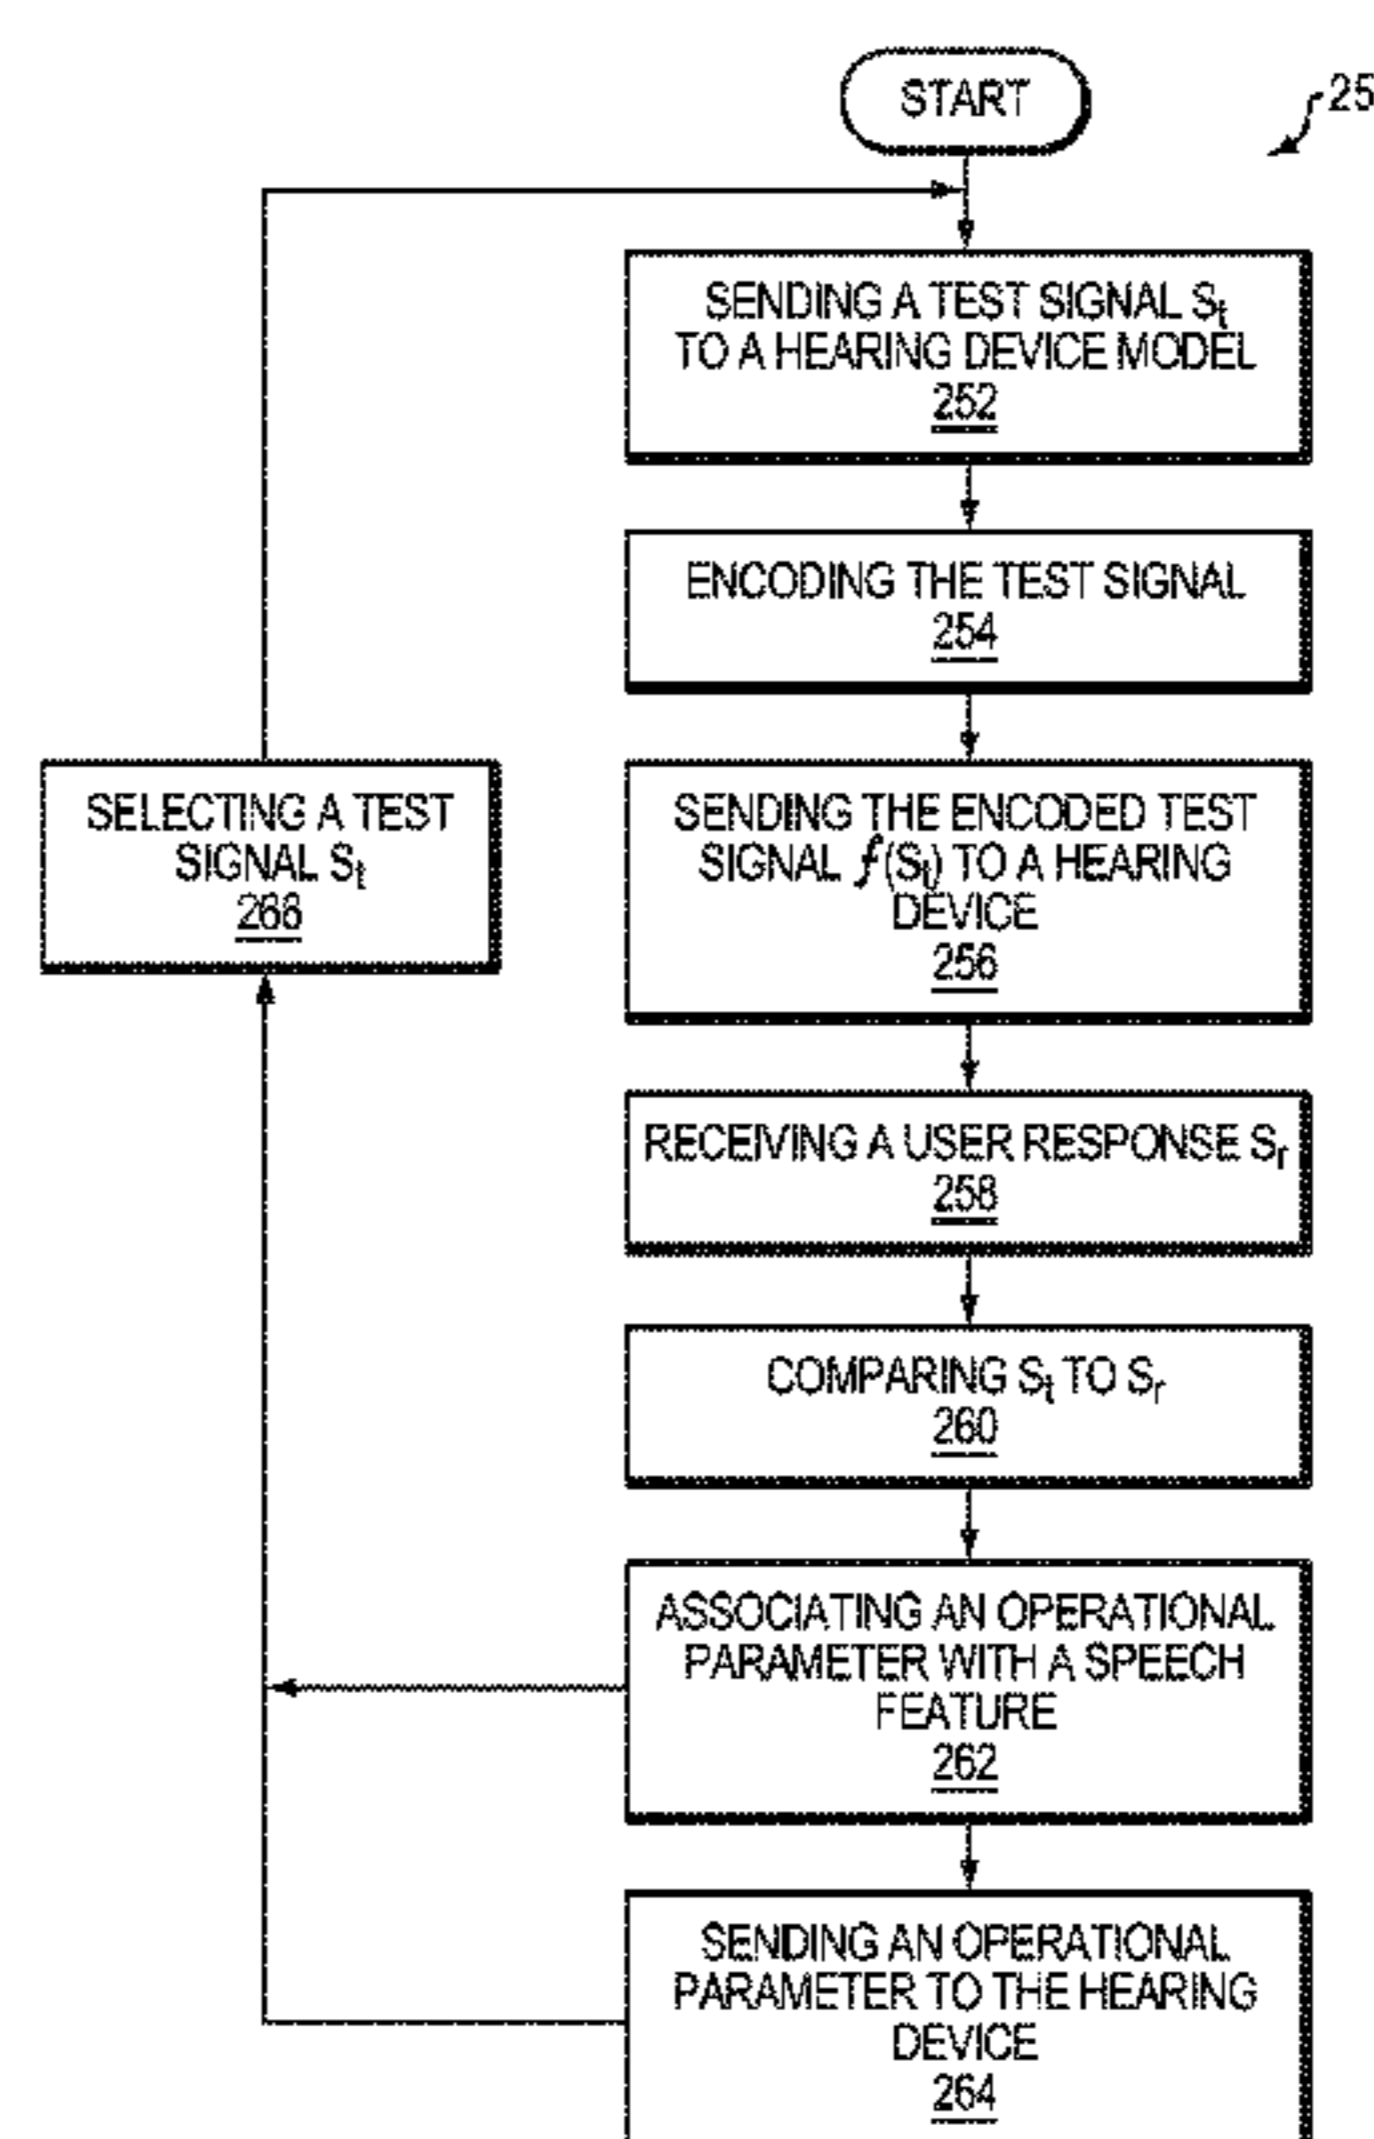 START
25
SENDING A TEST SIGNAL St
TO A HEARING DEVICE MODEL
252
ENCODING THE TEST SIGNAL
254
SELECTING A TEST
SIGNAL St
268
SENDING THE ENCODED TEST
SIGNAL f(St) TO A HEARING
DEVICE
256
RECEIVING A USER RESPONSE Sr
258
COMPARING St TO Sr
260
ASSOCIATING AN OPERATIONAL
PARAMETER WITH A SPEECH
FEATURE
262
SENDING AN OPERATIONAL
PARAMETER TO THE HEARING
DEVICE
264